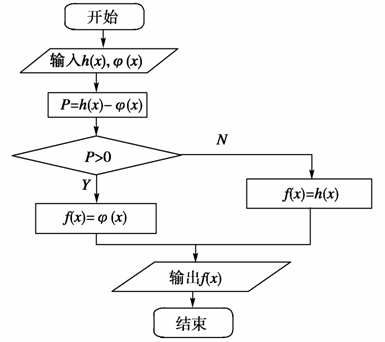 开始
输入h(x), φ(x)
P=h(x)-φ(x)
P>0
N
Y
f(x)=φ(x)
f(x)=h(x)
输出f(x)
结束